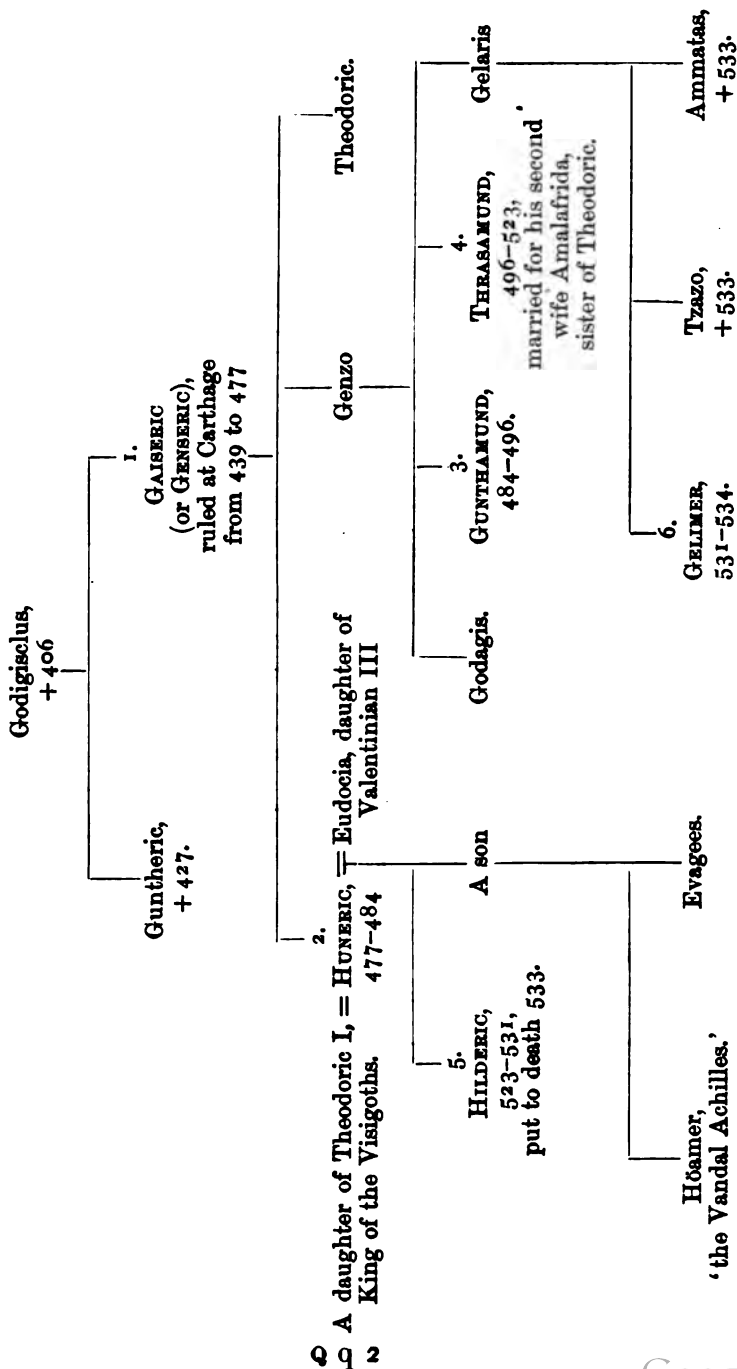 Godigisclus,
+ 406
Guntheric,
+ 427.
1.
GAISERIC
(or GENSERIC),
ruled at Carthage
from 439 to 477
2.
A daughter of Theodoric I, = HUNERIC, = Eudocia, daughter of
King of the Visigoths.
477–484
Valentinian III
Genzo
Theodoric.
5.
HILDERIC,
523–531,
put to death 533.
A son
Godagis.
3.
GUNTHAMUND,
484–496.
4.
THRASAMUND,
496–523,
married for his second
wife Amalafrida,
sister of Theodoric.
Gelaris
Höamer,
‘the Vandal Achilles.’
Evagees.
6.
GELIMER,
531–534.
Tzazo,
+ 533.
Ammatas,
+ 533.
Q q 2